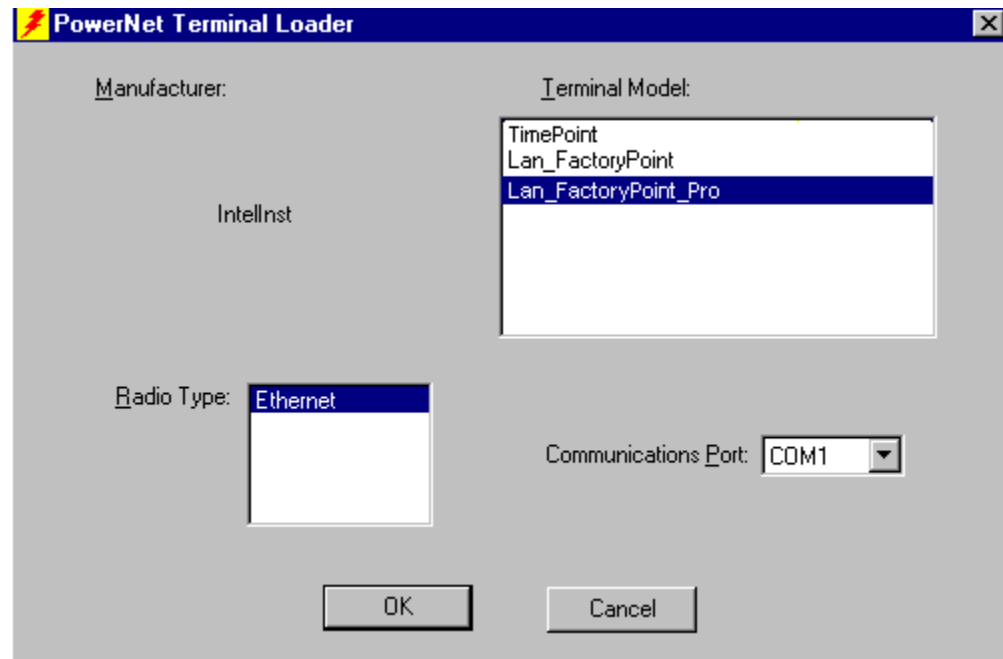 PowerNet Terminal Loader
Manufacturer:
Terminal Model:
TimePoint
Lan_FactoryPoint
Lan_FactoryPoint_Pro
IntelInst
Radio Type:
Ethernet
Communications Port:
COM1
OK
Cancel